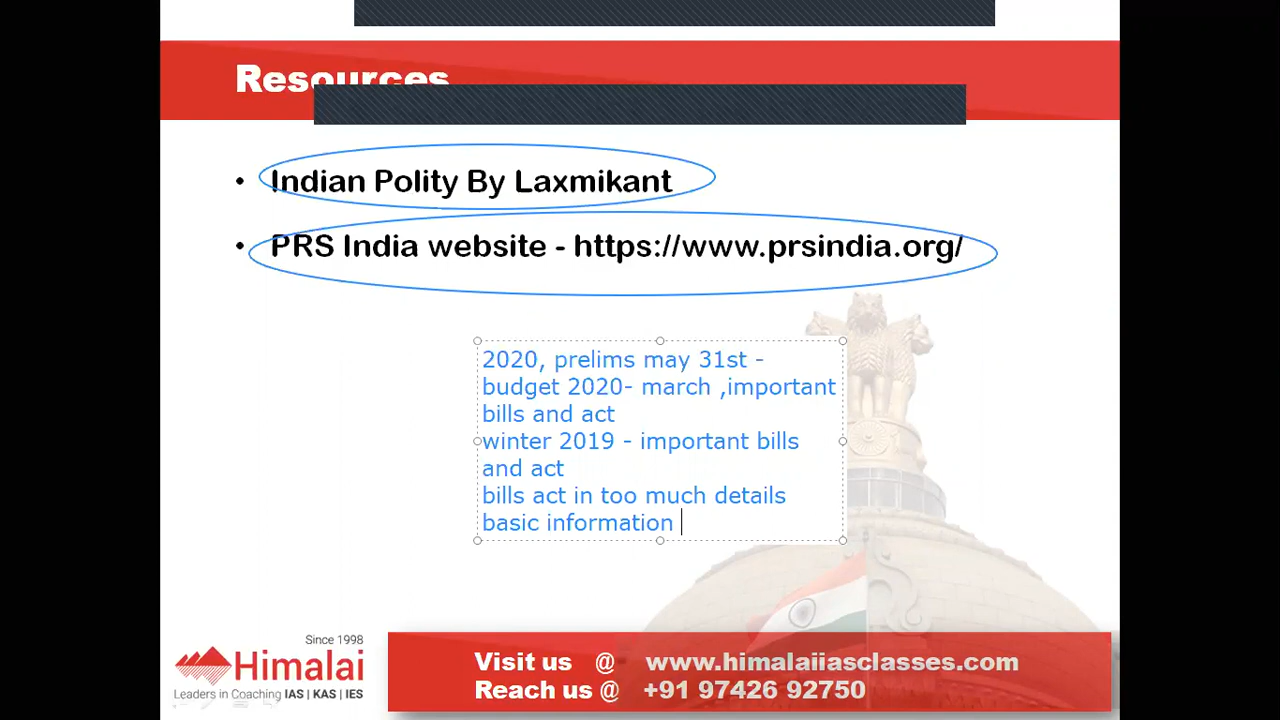 Resources
• Indian Polity By Laxmikant
• PRS India website - https://www.prsindia.org/
2020, prelims may 31st -
budget 2020- march ,important
bills and act
winter 2019 - important bills
and act
bills act in too much details
basic information
Since 1998
Himalai
Leaders in Coaching IAS | KAS | IES
Visit us @ www.himalaiiasclasses.com
Reach us @ +91 97426 92750